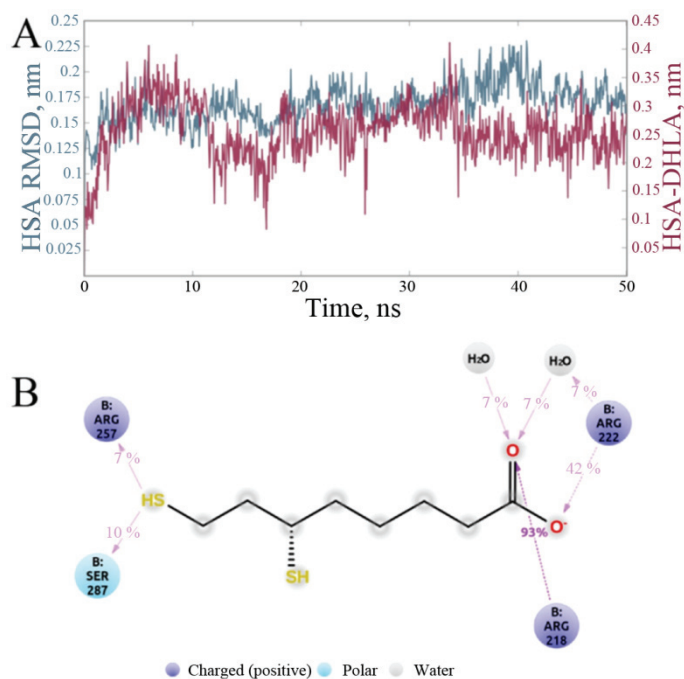 A
HSA RMSD, nm
0.225
0.2
0.175
0.15
0.125
0.1
0.075
0.05
0.025
0.45
0.4
0.35
0.3
0.25
0.2
0.15
0.1
0.05
HSA-DHLA, nm
0
10
20
30
40
50
Time, ns
B
H₂O
H₂O
7 %
7 %
7 %
B:
ARG
222
B:
ARG
257
7 %
O
42 %
HS
O⁻
10 %
93%
B:
SER
287
SH
B:
ARG
218
Charged (positive) Polar Water